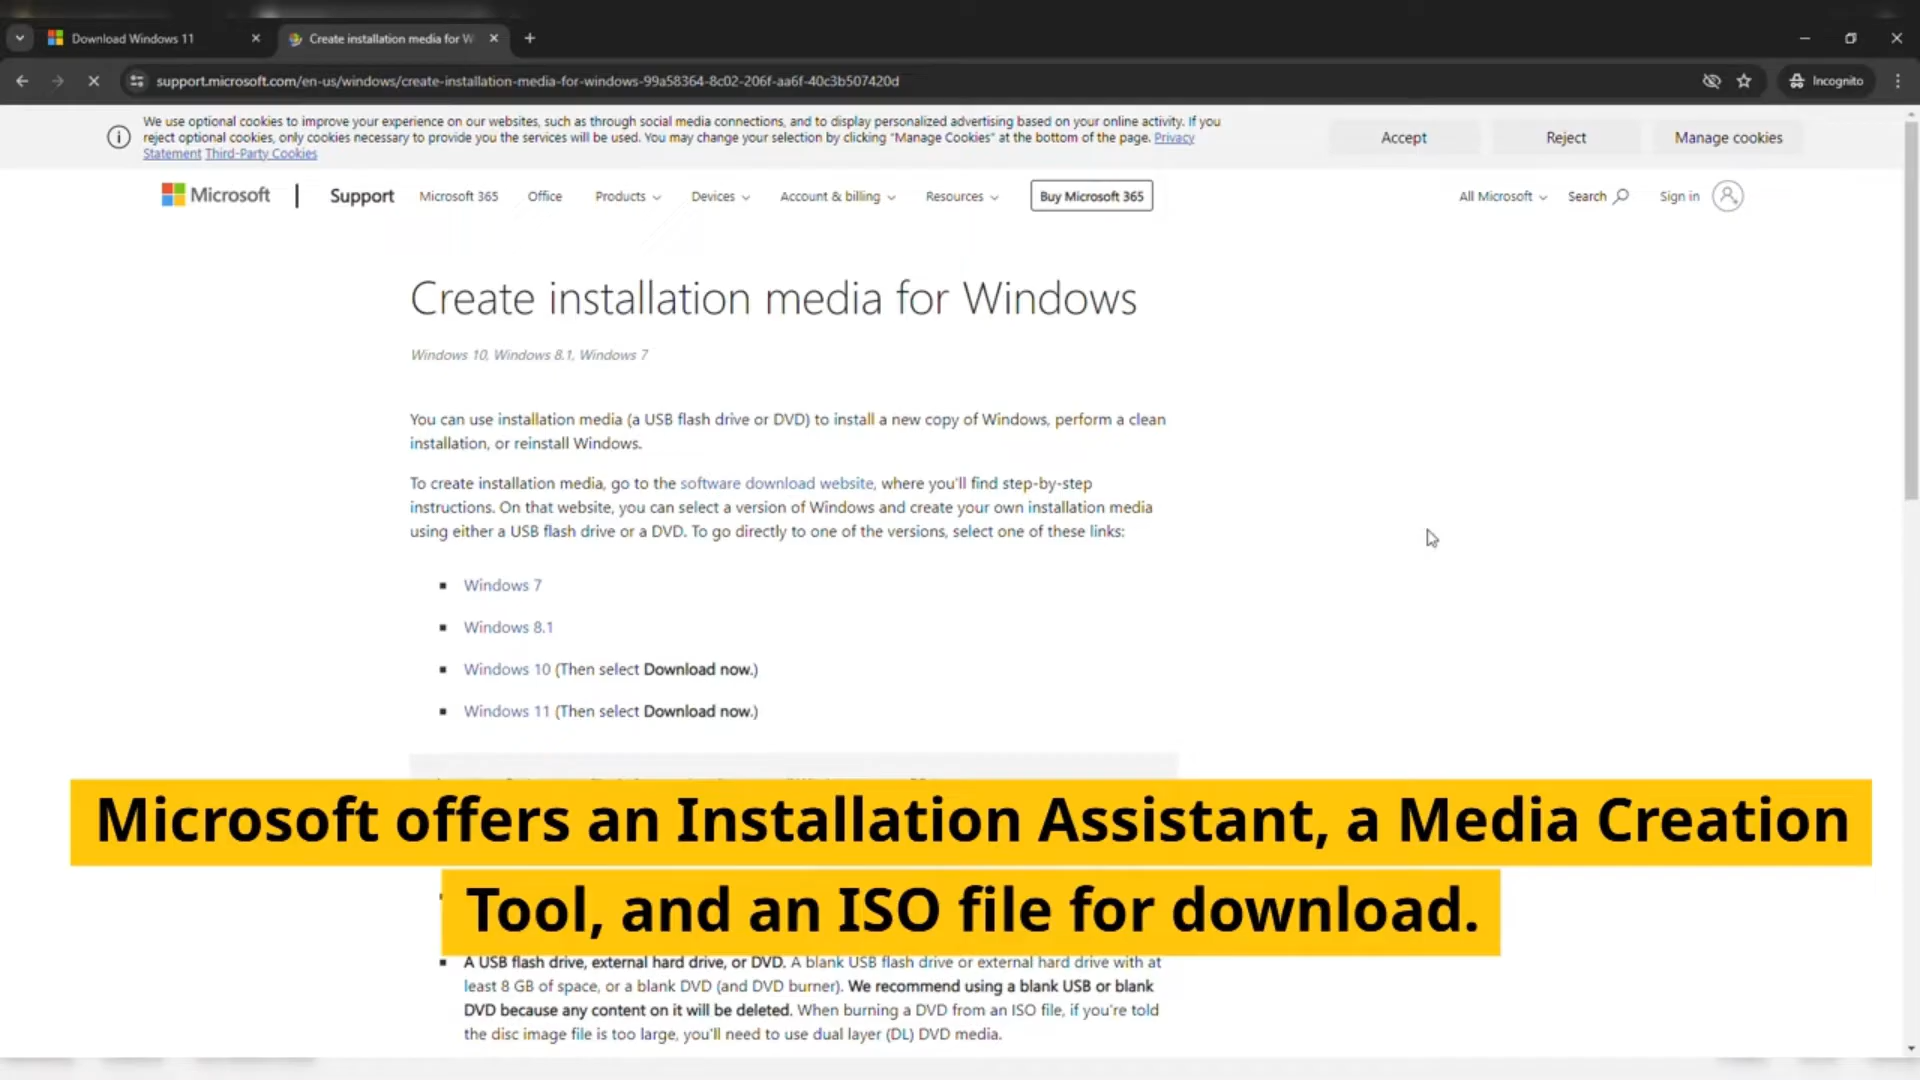 Download Windows 11
Create installation media for W
support.microsoft.com/en-us/windows/create-installation-media-for-windows-99a58364-8c02-206f-aa6f-40c3b507420d
Incognito
We use optional cookies to improve your experience on our websites, such as through social media connections, and to display personalized advertising based on your online activity. If you
reject optional cookies, only cookies necessary to provide you the services will be used. You may change your selection by clicking "Manage Cookies" at the bottom of the page. Privacy
Statement Third-Party Cookies
Accept
Reject
Manage cookies
Microsoft | Support Microsoft 365 Office Products Devices Account & billing Resources Buy Microsoft 365 All Microsoft Search Sign in
Create installation media for Windows
Windows 10, Windows 8.1, Windows 7
You can use installation media (a USB flash drive or DVD) to install a new copy of Windows, perform a clean
installation, or reinstall Windows.
To create installation media, go to the software download website, where you'll find step-by-step
instructions. On that website, you can select a version of Windows and create your own installation media
using either a USB flash drive or a DVD. To go directly to one of the versions, select one of these links:
▪ Windows 7
▪ Windows 8.1
▪ Windows 10 (Then select Download now.)
▪ Windows 11 (Then select Download now.)
Microsoft offers an Installation Assistant, a Media Creation
Tool, and an ISO file for download.
▪ A USB flash drive, external hard drive, or DVD. A blank USB flash drive or external hard drive with at
least 8 GB of space, or a blank DVD (and DVD burner). We recommend using a blank USB or blank
DVD because any content on it will be deleted. When burning a DVD from an ISO file, if you're told
the disc image file is too large, you'll need to use dual layer (DL) DVD media.